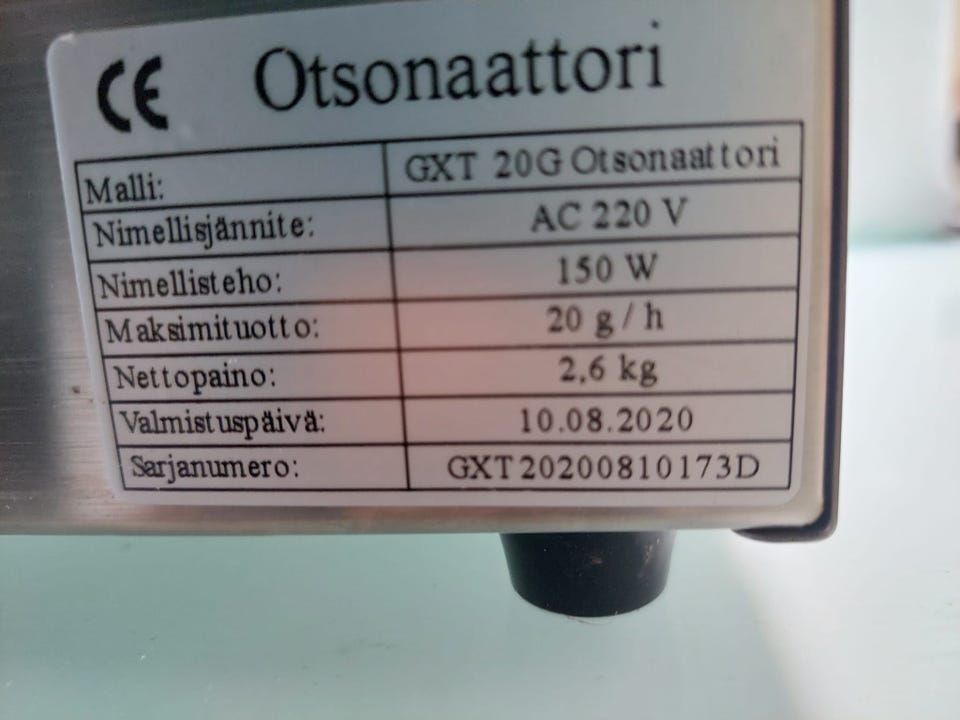 CE Otsonaattori
Malli: GXT 20G Otsonaattori
Nimellisjännite: AC 220 V
Nimellisteho: 150 W
Maksimituotto: 20 g / h
Nettopaino: 2,6 kg
Valmistuspäivä: 10.08.2020
Sarjanumero: GXT20200810173D